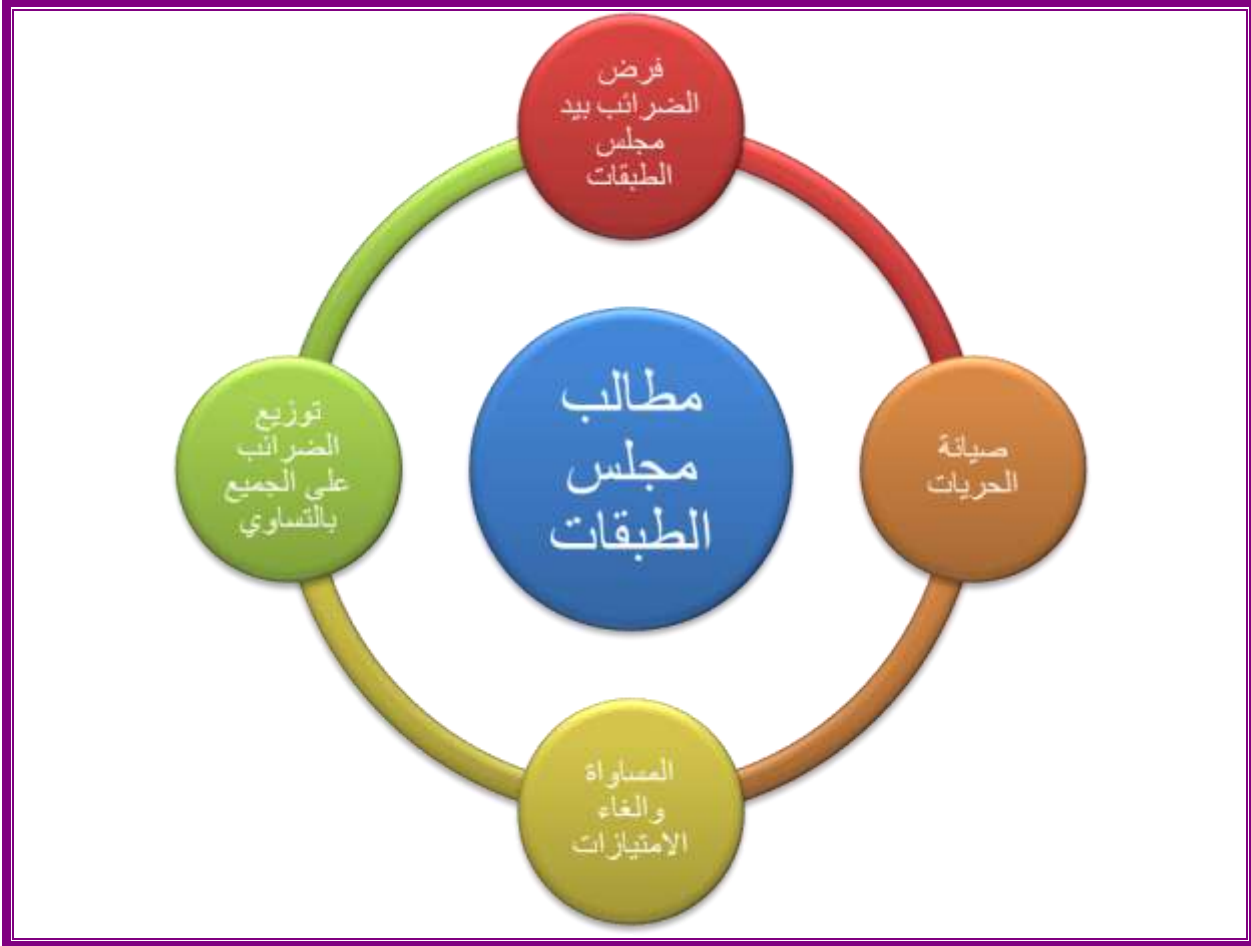 فرض
الضرائب بيد
مجلس
الطبقات
مطالب
مجلس
الطبقات
صيانة
الحريات
توزيع
الضرائب
على الجميع
بالتساوي
المساواة
والغاء
الامتيازات